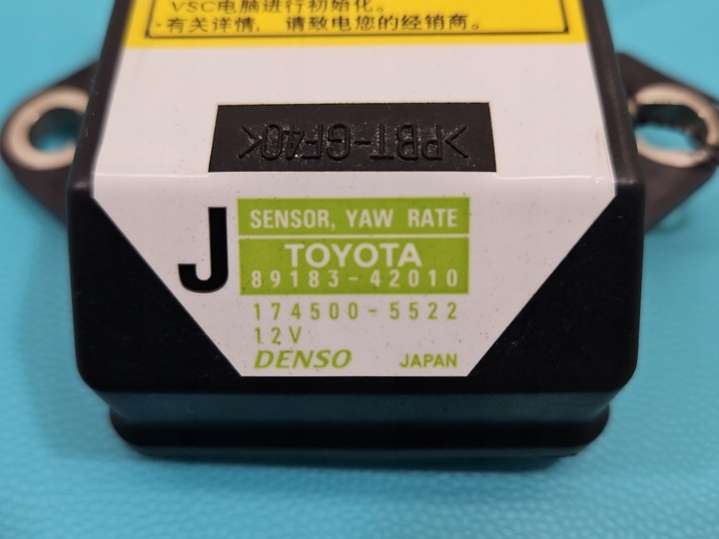 VSC电脑进行初始化。
·有关详情，请致电您的经销商。
>PBT-GF40<
J
SENSOR, YAW RATE
TOYOTA
89183-42010
174500-5522
12V
DENSO JAPAN